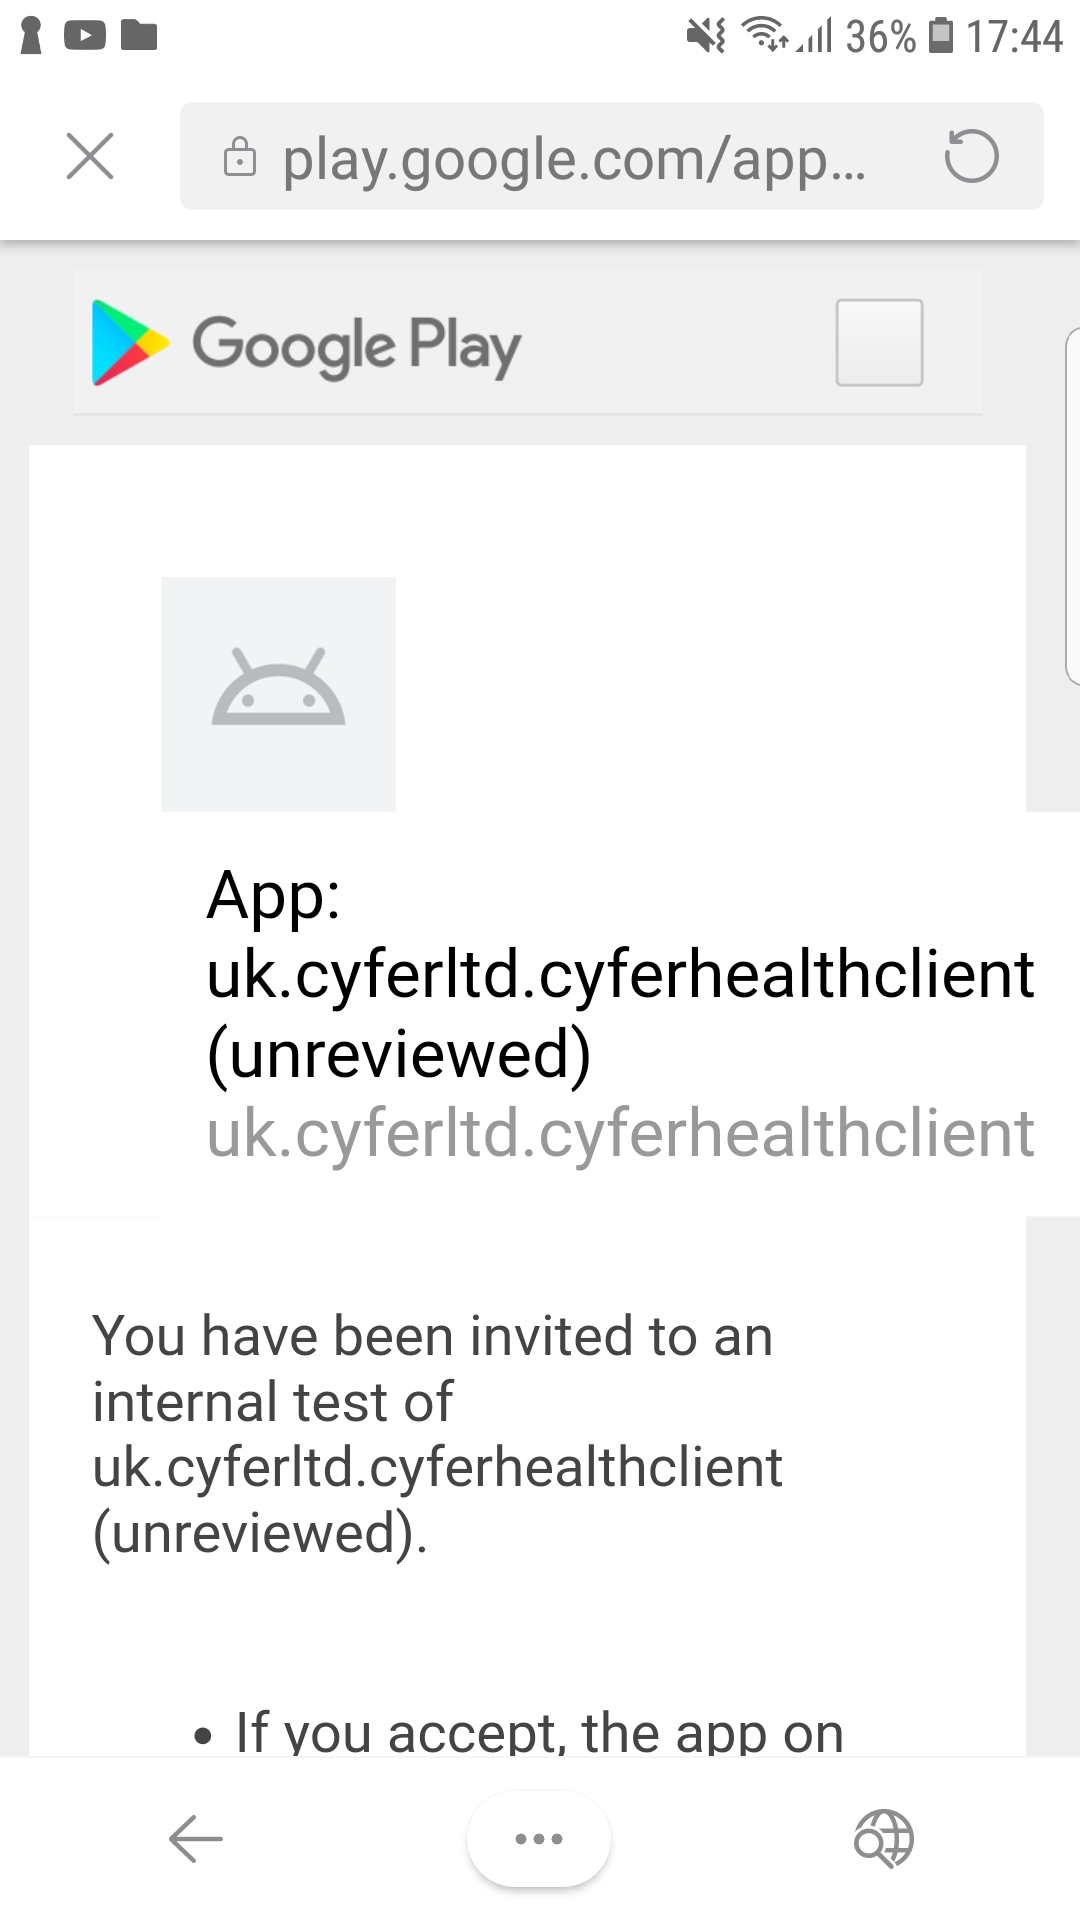 36% 17:44
play.google.com/app...
Google Play
App:
uk.cyferltd.cyferhealthclient
(unreviewed)
uk.cyferltd.cyferhealthclient
You have been invited to an
internal test of
uk.cyferltd.cyferhealthclient
(unreviewed).
• If you accept, the app on